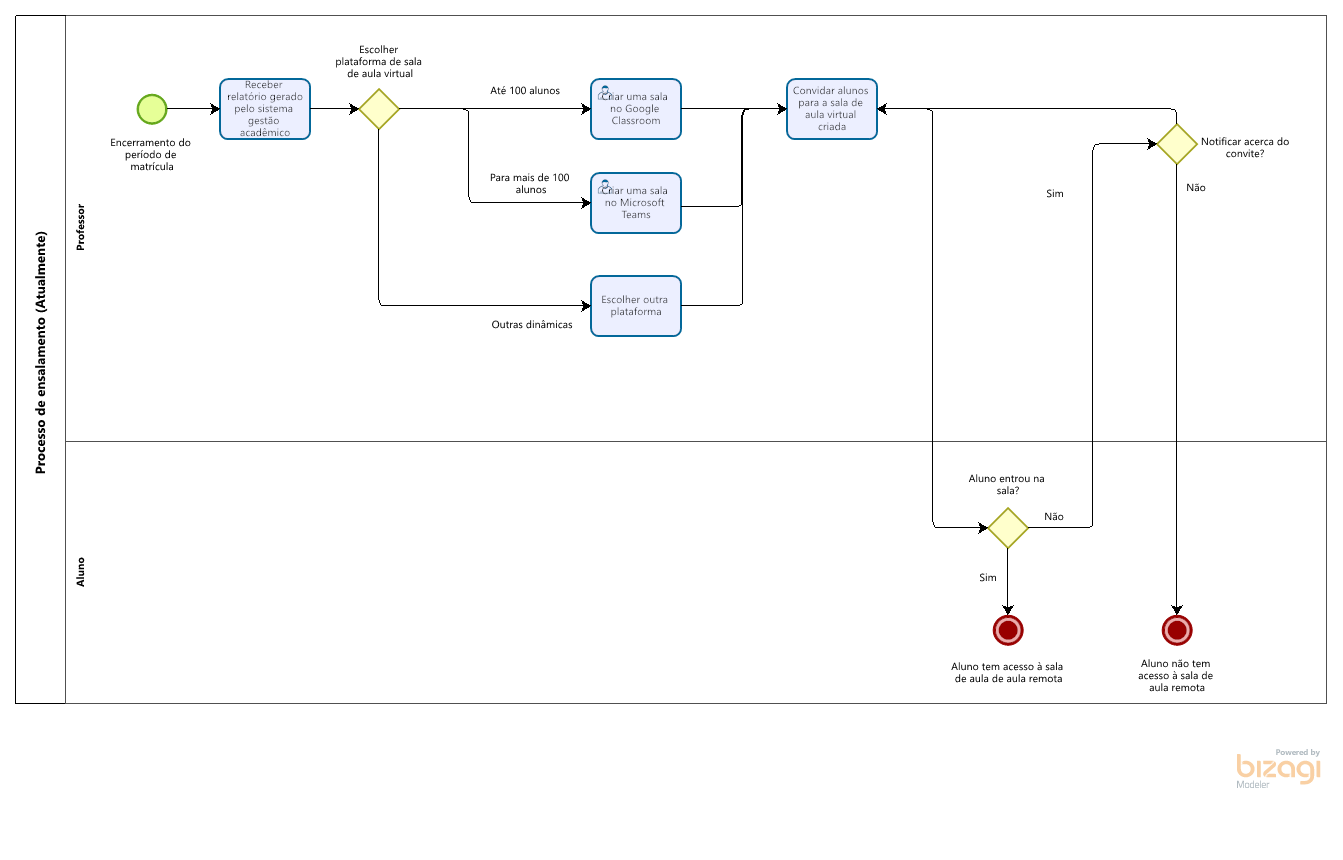 Processo de ensalamento (Atualmente)
Professor
Encerramento do
período de
matrícula
Receber
relatório gerado
pelo sistema
gestão
acadêmico
Escolher
plataforma de sala
de aula virtual
Até 100 alunos
Criar uma sala
no Google
Classroom
Para mais de 100
alunos
Criar uma sala
no Microsoft
Teams
Outras dinâmicas
Escolher outra
plataforma
Convidar alunos
para a sala de
aula virtual
criada
Notificar acerca do
convite?
Sim
Não
Aluno
Aluno entrou na
sala?
Não
Sim
Aluno tem acesso à sala
de aula de aula remota
Aluno não tem
acesso à sala de
aula remota
Powered by
bizagi
Modeler